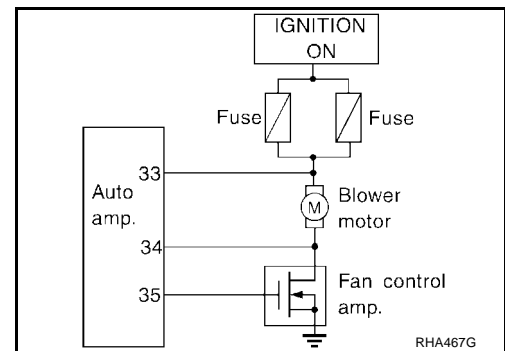 IGNITION
ON
Fuse
Fuse
33
Auto
amp.
Blower
motor
M
34
35
Fan control
amp.
RHA467G